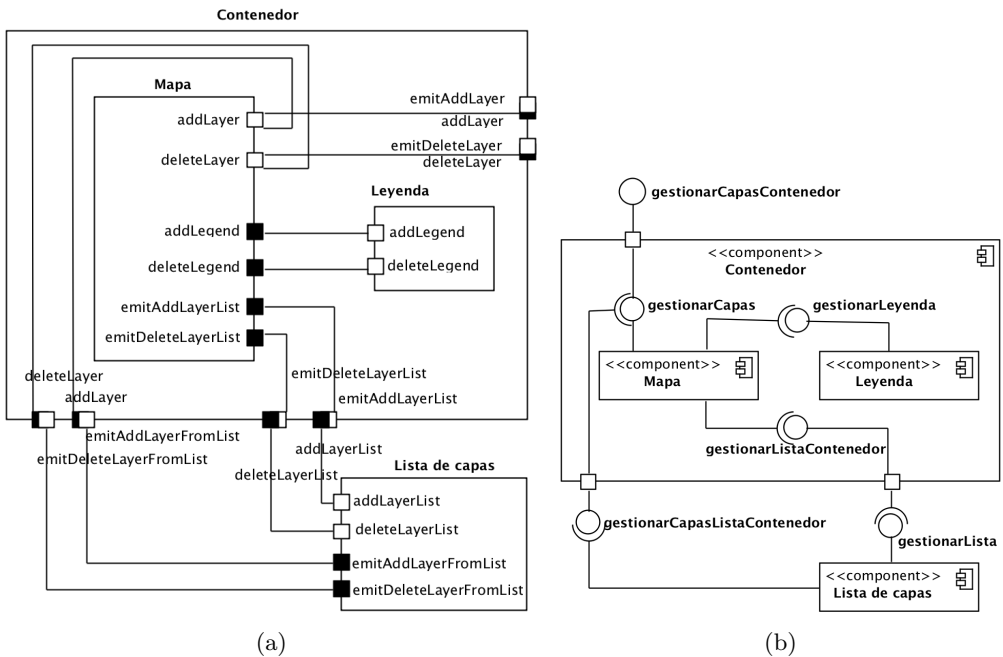 Contenedor
Mapa
addLayer
deleteLayer
addLegend
deleteLegend
emitAddLayerList
emitDeleteLayerList
emitAddLayer
addLayer
emitDeleteLayer
deleteLayer
Leyenda
addLegend
deleteLegend
deleteLayer
addLayer
emitAddLayerFromList
emitDeleteLayerFromList
emitDeleteLayerList
emitAddLayerList
addLayerList
deleteLayerList
Lista de capas
addLayerList
deleteLayerList
emitAddLayerFromList
emitDeleteLayerFromList
(a)
gestionarCapasContenedor
<<component>>
Contenedor
gestionarCapas
gestionarLeyenda
<<component>>
Mapa
<<component>>
Leyenda
gestionarListaContenedor
gestionarCapasListaContenedor
gestionarLista
<<component>>
Lista de capas
(b)